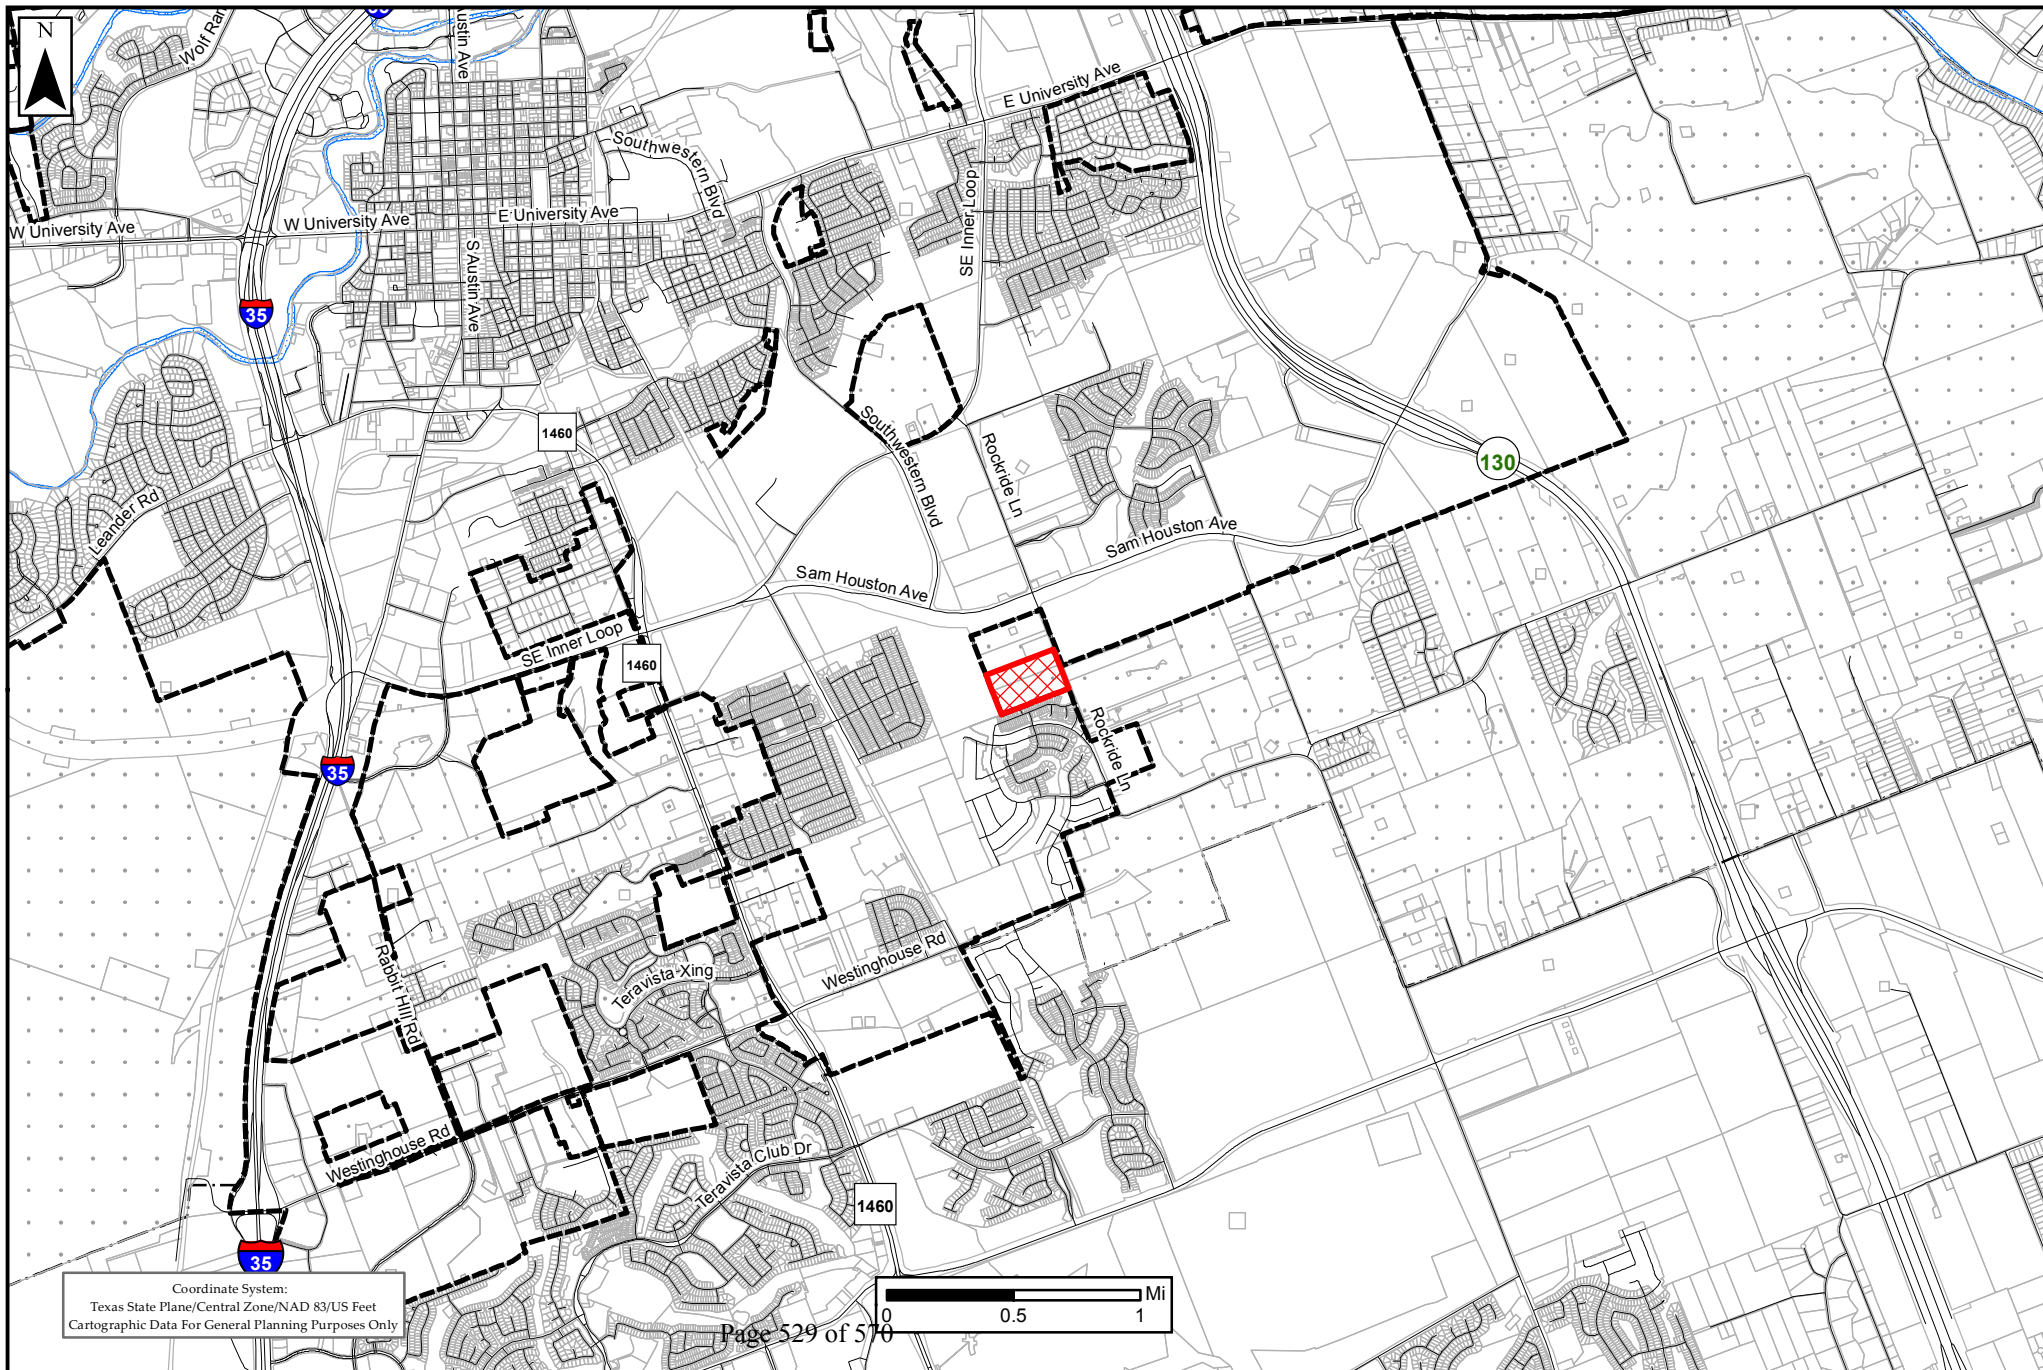 N
Wolf Ran
35
ustin Ave
E University Ave
Southwestern Blvd
W University Ave
W University Ave
E University Ave
SE Inner Loop
S Austin Ave
35
1460
Southwestern Blvd
Rockride Ln
130
Leander Rd
Sam Houston Ave
Sam Houston Ave
SE Inner Loop
1460
Rockride Ln
35
Rabbit Hill Rd
Teravista Xing
Westinghouse Rd
Westinghouse Rd
Teravista Club Dr
1460
35
Coordinate System:
Texas State Plane/Central Zone/NAD 83/US Feet
Cartographic Data For General Planning Purposes Only
0 0.5 1 Mi
Page 529 of 570